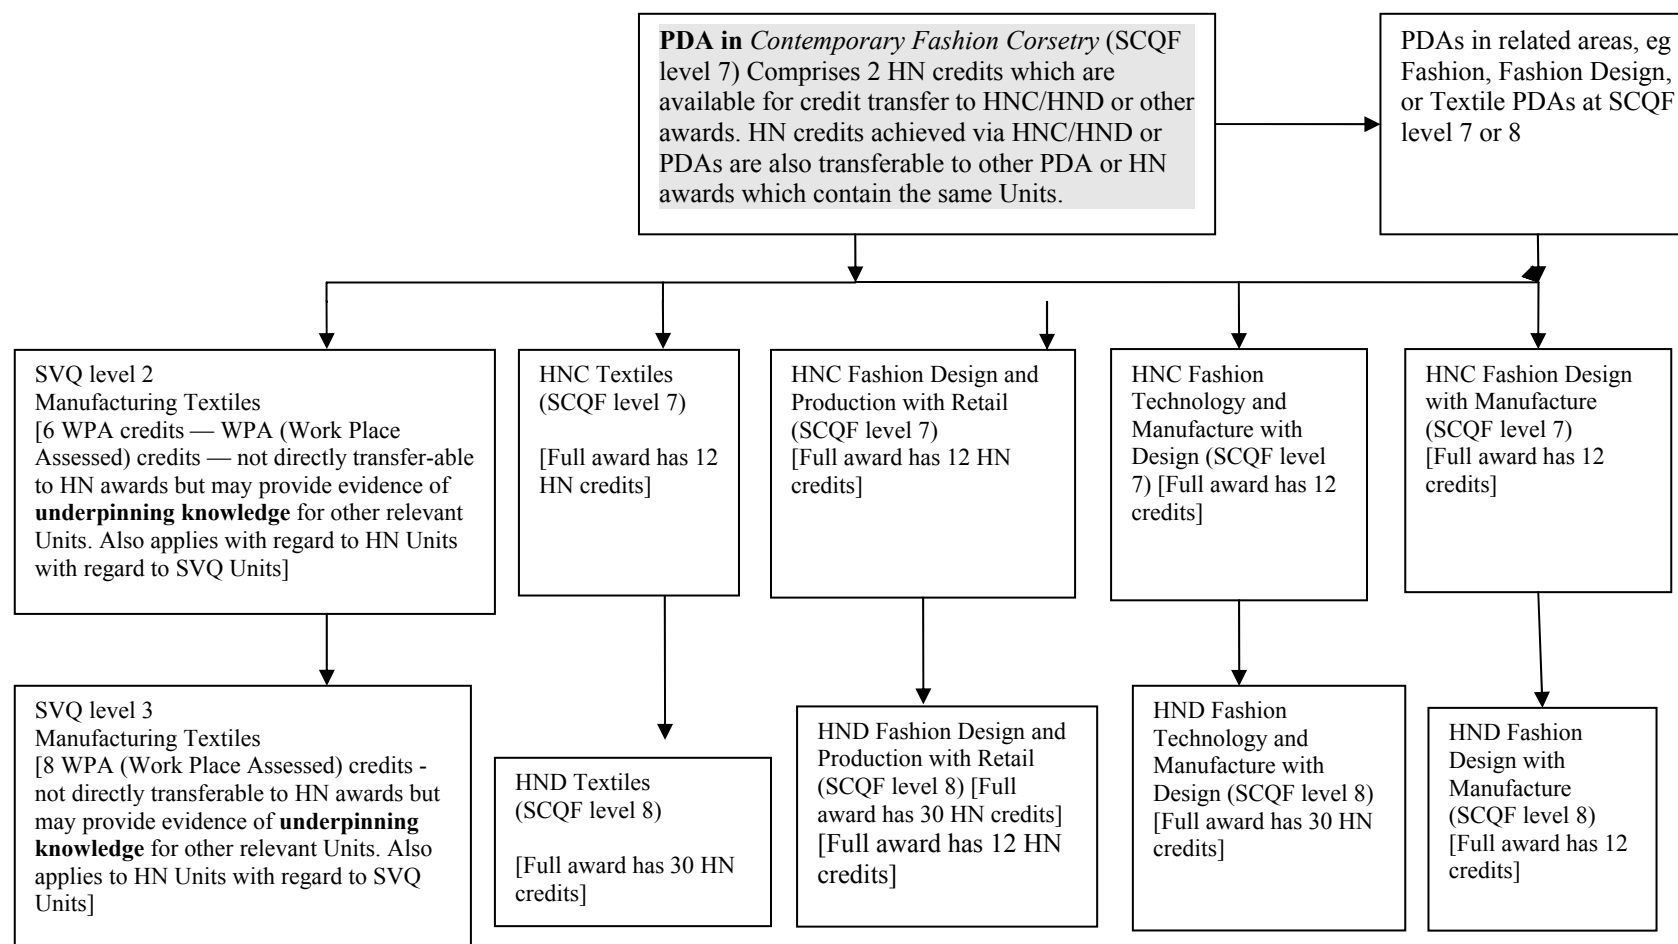 PDA in Contemporary Fashion Corsetry (SCQF
level 7) Comprises 2 HN credits which are
available for credit transfer to HNC/HND or other
awards. HN credits achieved via HNC/HND or
PDAs are also transferable to other PDA or HN
awards which contain the same Units.
PDAs in related areas, eg
Fashion, Fashion Design,
or Textile PDAs at SCQF
level 7 or 8
SVQ level 2
Manufacturing Textiles
[6 WPA credits — WPA (Work Place
Assessed) credits — not directly transfer-able
to HN awards but may provide evidence of
underpinning knowledge for other relevant
Units. Also applies with regard to HN Units
with regard to SVQ Units]
HNC Textiles
(SCQF level 7)
[Full award has 12
HN credits]
HNC Fashion Design and
Production with Retail
(SCQF level 7)
[Full award has 12 HN
credits]
HNC Fashion
Technology and
Manufacture with
Design (SCQF level
7) [Full award has 12
credits]
HNC Fashion Design
with Manufacture
(SCQF level 7)
[Full award has 12
credits]
SVQ level 3
Manufacturing Textiles
[8 WPA (Work Place Assessed) credits -
not directly transferable to HN awards but
may provide evidence of underpinning
knowledge for other relevant Units. Also
applies to HN Units with regard to SVQ
Units]
HND Textiles
(SCQF level 8)
[Full award has 30 HN
credits]
HND Fashion Design and
Production with Retail
(SCQF level 8) [Full
award has 30 HN credits]
[Full award has 12 HN
credits]
HND Fashion
Technology and
Manufacture with
Design (SCQF level 8)
[Full award has 30 HN
credits]
HND Fashion
Design with
Manufacture
(SCQF level 8)
[Full award has 12
credits]